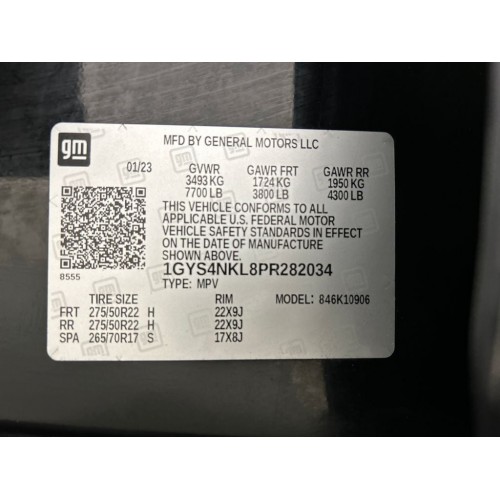 gm
MFD BY GENERAL MOTORS LLC
01/23 GVWR GAWR FRT GAWR RR
3493 KG 1724 KG 1950 KG
7700 LB 3800 LB 4300 LB
THIS VEHICLE CONFORMS TO ALL
APPLICABLE U.S. FEDERAL MOTOR
VEHICLE SAFETY STANDARDS IN EFFECT
ON THE DATE OF MANUFACTURE
SHOWN ABOVE.
8555
1GYS4NKL8PR282034
TYPE: MPV MODEL: 846K10906
TIRE SIZE RIM
FRT 275/50R22 H 22X9J
RR 275/50R22 H 22X9J
SPA 265/70R17 S 17X8J